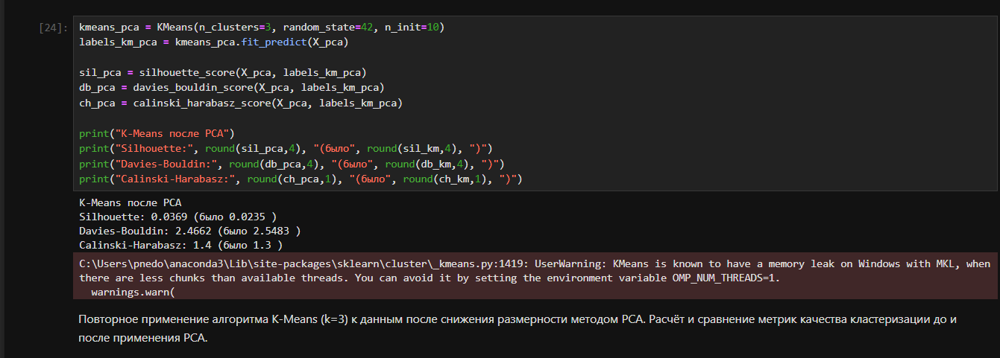 [24]:
kmeans_pca = KMeans(n_clusters=3, random_state=42, n_init=10)
labels_km_pca = kmeans_pca.fit_predict(X_pca)
sil_pca = silhouette_score(X_pca, labels_km_pca)
db_pca = davies_bouldin_score(X_pca, labels_km_pca)
ch_pca = calinski_harabasz_score(X_pca, labels_km_pca)
print("K-Means после PCA")
print("Silhouette:", round(sil_pca,4), "(было", round(sil_km,4), ")")
print("Davies-Bouldin:", round(db_pca,4), "(было", round(db_km,4), ")")
print("Calinski-Harabasz:", round(ch_pca,1), "(было", round(ch_km,1), ")")
K-Means после PCA
Silhouette: 0.0369 (было 0.0235 )
Davies-Bouldin: 2.4662 (было 2.5483 )
Calinski-Harabasz: 1.4 (было 1.3 )
C:\Users\pnedo\anaconda3\Lib\site-packages\sklearn\cluster\_kmeans.py:1419: UserWarning: KMeans is known to have a memory leak on Windows with MKL, when
there are less chunks than available threads. You can avoid it by setting the environment variable OMP_NUM_THREADS=1.
  warnings.warn(
Повторное применение алгоритма K-Means (k=3) к данным после снижения размерности методом PCA. Расчёт и сравнение метрик качества кластеризации до и
после применения PCA.